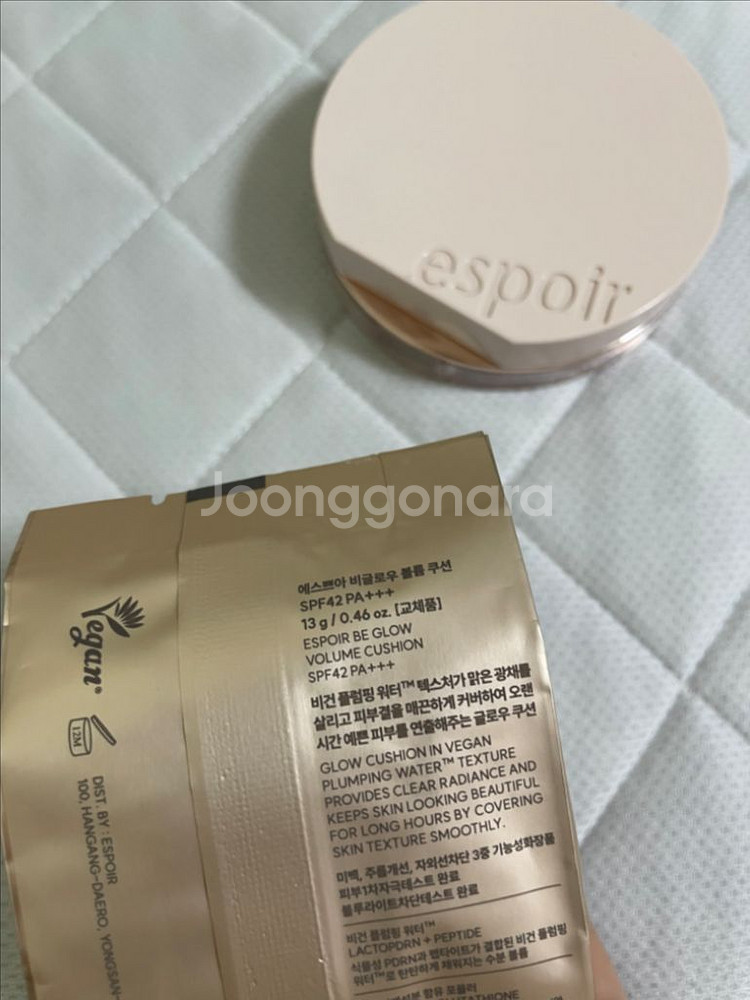 espoir
Joonggonara
에스쁘아 비글로우 볼륨 쿠션
SPF42 PA+++
13 g / 0.46 oz. [교체품]
ESPOIR BE GLOW
VOLUME CUSHION
SPF42 PA+++
비건 플럼핑 워터™ 텍스처가 맑은 광채를
살리고 피부결을 매끈하게 커버하여 오랜
시간 예쁜 피부를 연출해주는 글로우 쿠션
GLOW CUSHION IN VEGAN
PLUMPING WATER™ TEXTURE
PROVIDES CLEAR RADIANCE AND
KEEPS SKIN LOOKING BEAUTIFUL
FOR LONG HOURS BY COVERING
SKIN TEXTURE SMOOTHLY.
미백, 주름개선, 자외선차단 3중 기능성화장품
피부1차자극테스트 완료
블루라이트차단테스트 완료
비건 플럼핑 워터™
LACTOPDRN + PEPTIDE
식물성 PDRN과 펩타이드가 결합된 비건 플럼핑
워터™로 탄탄하게 채워지는 수분 볼륨
함유 포뮬러
Vegan
12M
DIST. BY : ESPOIR
100, HANGANG-DAERO, YONGSAN-